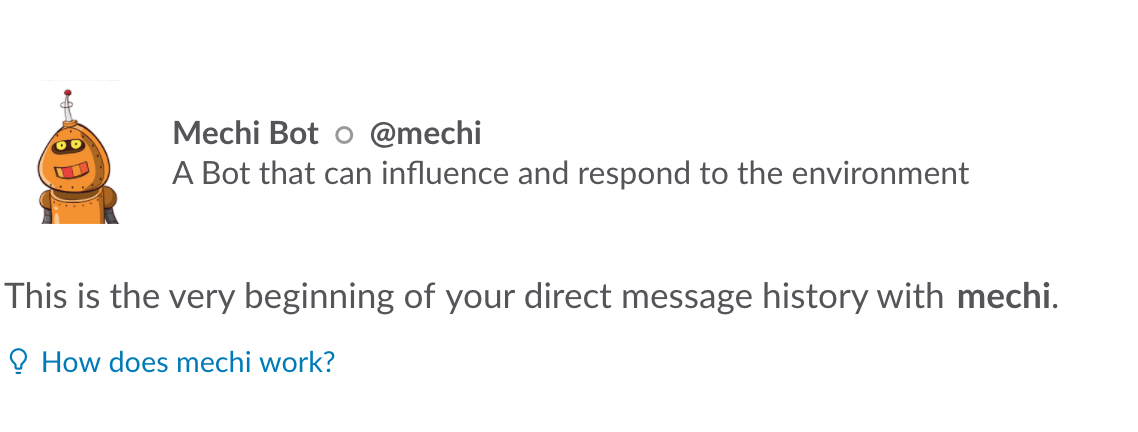 Mechi Bot @mechi
A Bot that can influence and respond to the environment
This is the very beginning of your direct message history with mechi.
How does mechi work?